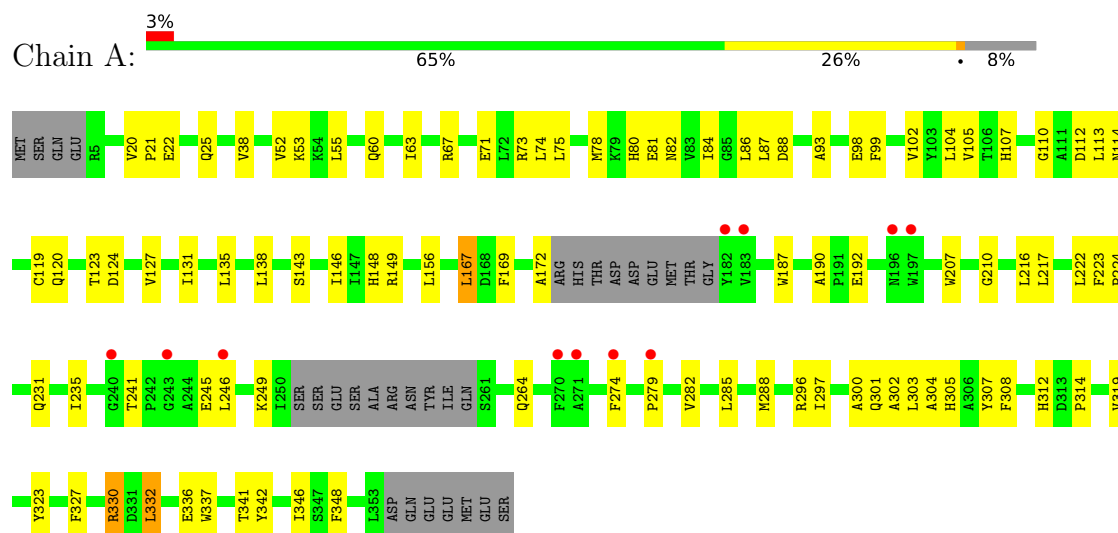 3%
Chain A:
65% 26% • 8%
MET SER GLN GLU R5 V20 P21 E22 Q25 V38 V52 K53 K54 L55 Q60 I63 R67 E71 L72 R73 L74 L75 M78 K79 H80 E81 N82 V83 I84 G85 L86 L87 D88 A93 E98 F99 V102 Y103 L104 V105 T106 H107 G110 A111 D112 L113 N114
C119 Q120 T123 D124 V127 I131 L135 L138 S143 I146 I147 H148 R149 L156 L167 D168 F169 A172 ARG HIS THR ASP ASP GLU MET THR GLY Y182 V183 W187 A190 P191 E192 N196 W197 W207 G210 L216 L217 L222 F223
Q231 I235 G240 T241 P242 G243 A244 E245 L246 K249 I250 SER SER GLU SER ALA ARG ASN TYR ILE GLN S261 Q264 F270 A271 F274 P279 V282 L285 M288 R296 I297 A300 Q301 A302 L303 A304 H305 A306 Y307 F308 H312 D313 P314
Y323 F327 R330 D331 L332 E336 W337 T341 Y342 I346 S347 F348 L353 ASP GLN GLU GLU MET GLU SER